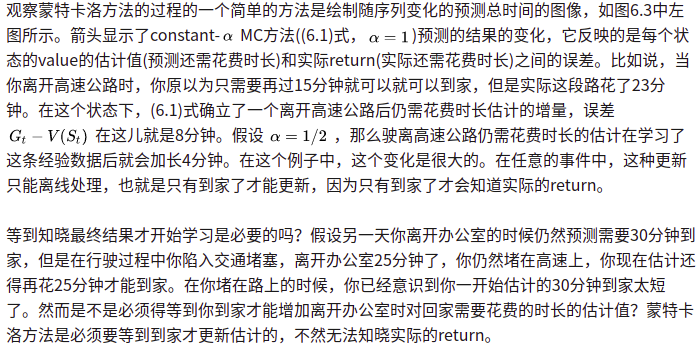 观察蒙特卡洛方法的过程的一个简单的方法是绘制随序列变化的预测总时间的图像，如图6.3中左
图所示。箭头显示了constant- α MC方法((6.1)式， α = 1 )预测的结果的变化，它反映的是每个状
态的value的估计值(预测还需花费时长)和实际return(实际还需花费时长)之间的误差。比如说，当
你离开高速公路时，你原以为只需要再过15分钟就可以就可以到家，但是实际这段路花了23分
钟。在这个状态下，(6.1)式确立了一个离开高速公路后仍需花费时长估计的增量，误差
G_t − V(S_t) 在这儿就是8分钟。假设 α = 1/2 ，那么驶离高速公路仍需花费时长的估计在学习了
这条经验数据后就会加长4分钟。在这个例子中，这个变化是很大的。在任意的事件中，这种更新
只能离线处理，也就是只有到家了才能更新，因为只有到家了才会知道实际的return。
等到知晓最终结果才开始学习是必要的吗？假设另一天你离开办公室的时候仍然预测需要30分钟到
家，但是在行驶过程中你陷入交通堵塞，离开办公室25分钟了，你仍然堵在高速上，你现在估计还
得再花25分钟才能到家。在你堵在路上的时候，你已经意识到你一开始估计的30分钟到家太短
了。然而是不是必须得等到你到家才能增加离开办公室时对回家需要花费的时长的估计值？蒙特卡
洛方法是必须要等到到家才更新估计的，不然无法知晓实际的return。